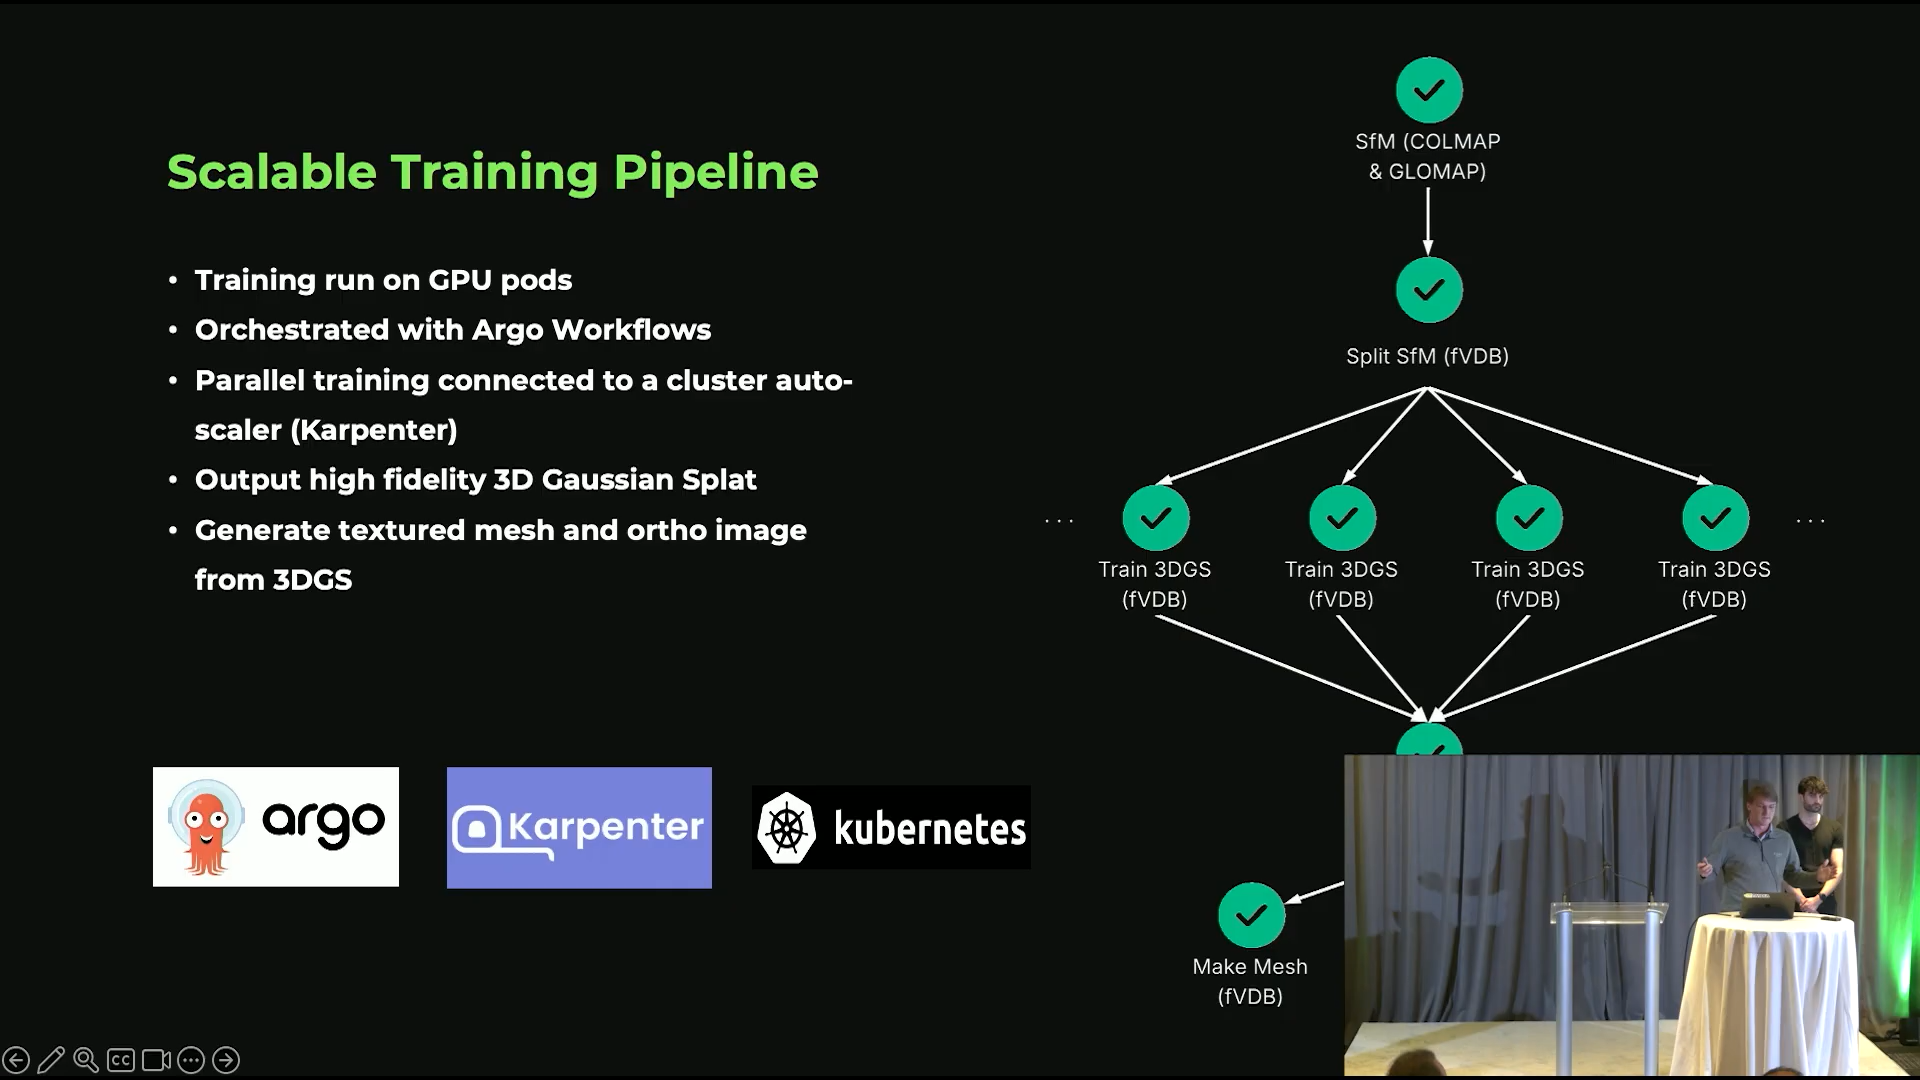 Scalable Training Pipeline
• Training run on GPU pods
• Orchestrated with Argo Workflows
• Parallel training connected to a cluster auto-
scaler (Karpenter)
• Output high fidelity 3D Gaussian Splat
• Generate textured mesh and ortho image
from 3DGS
argo
Karpenter
kubernetes
SfM (COLMAP
& GLOMAP)
Split SfM (fVDB)
...
Train 3DGS
(fVDB)
Train 3DGS
(fVDB)
Train 3DGS
(fVDB)
Train 3DGS
(fVDB)
...
Make Mesh
(fVDB)
CC